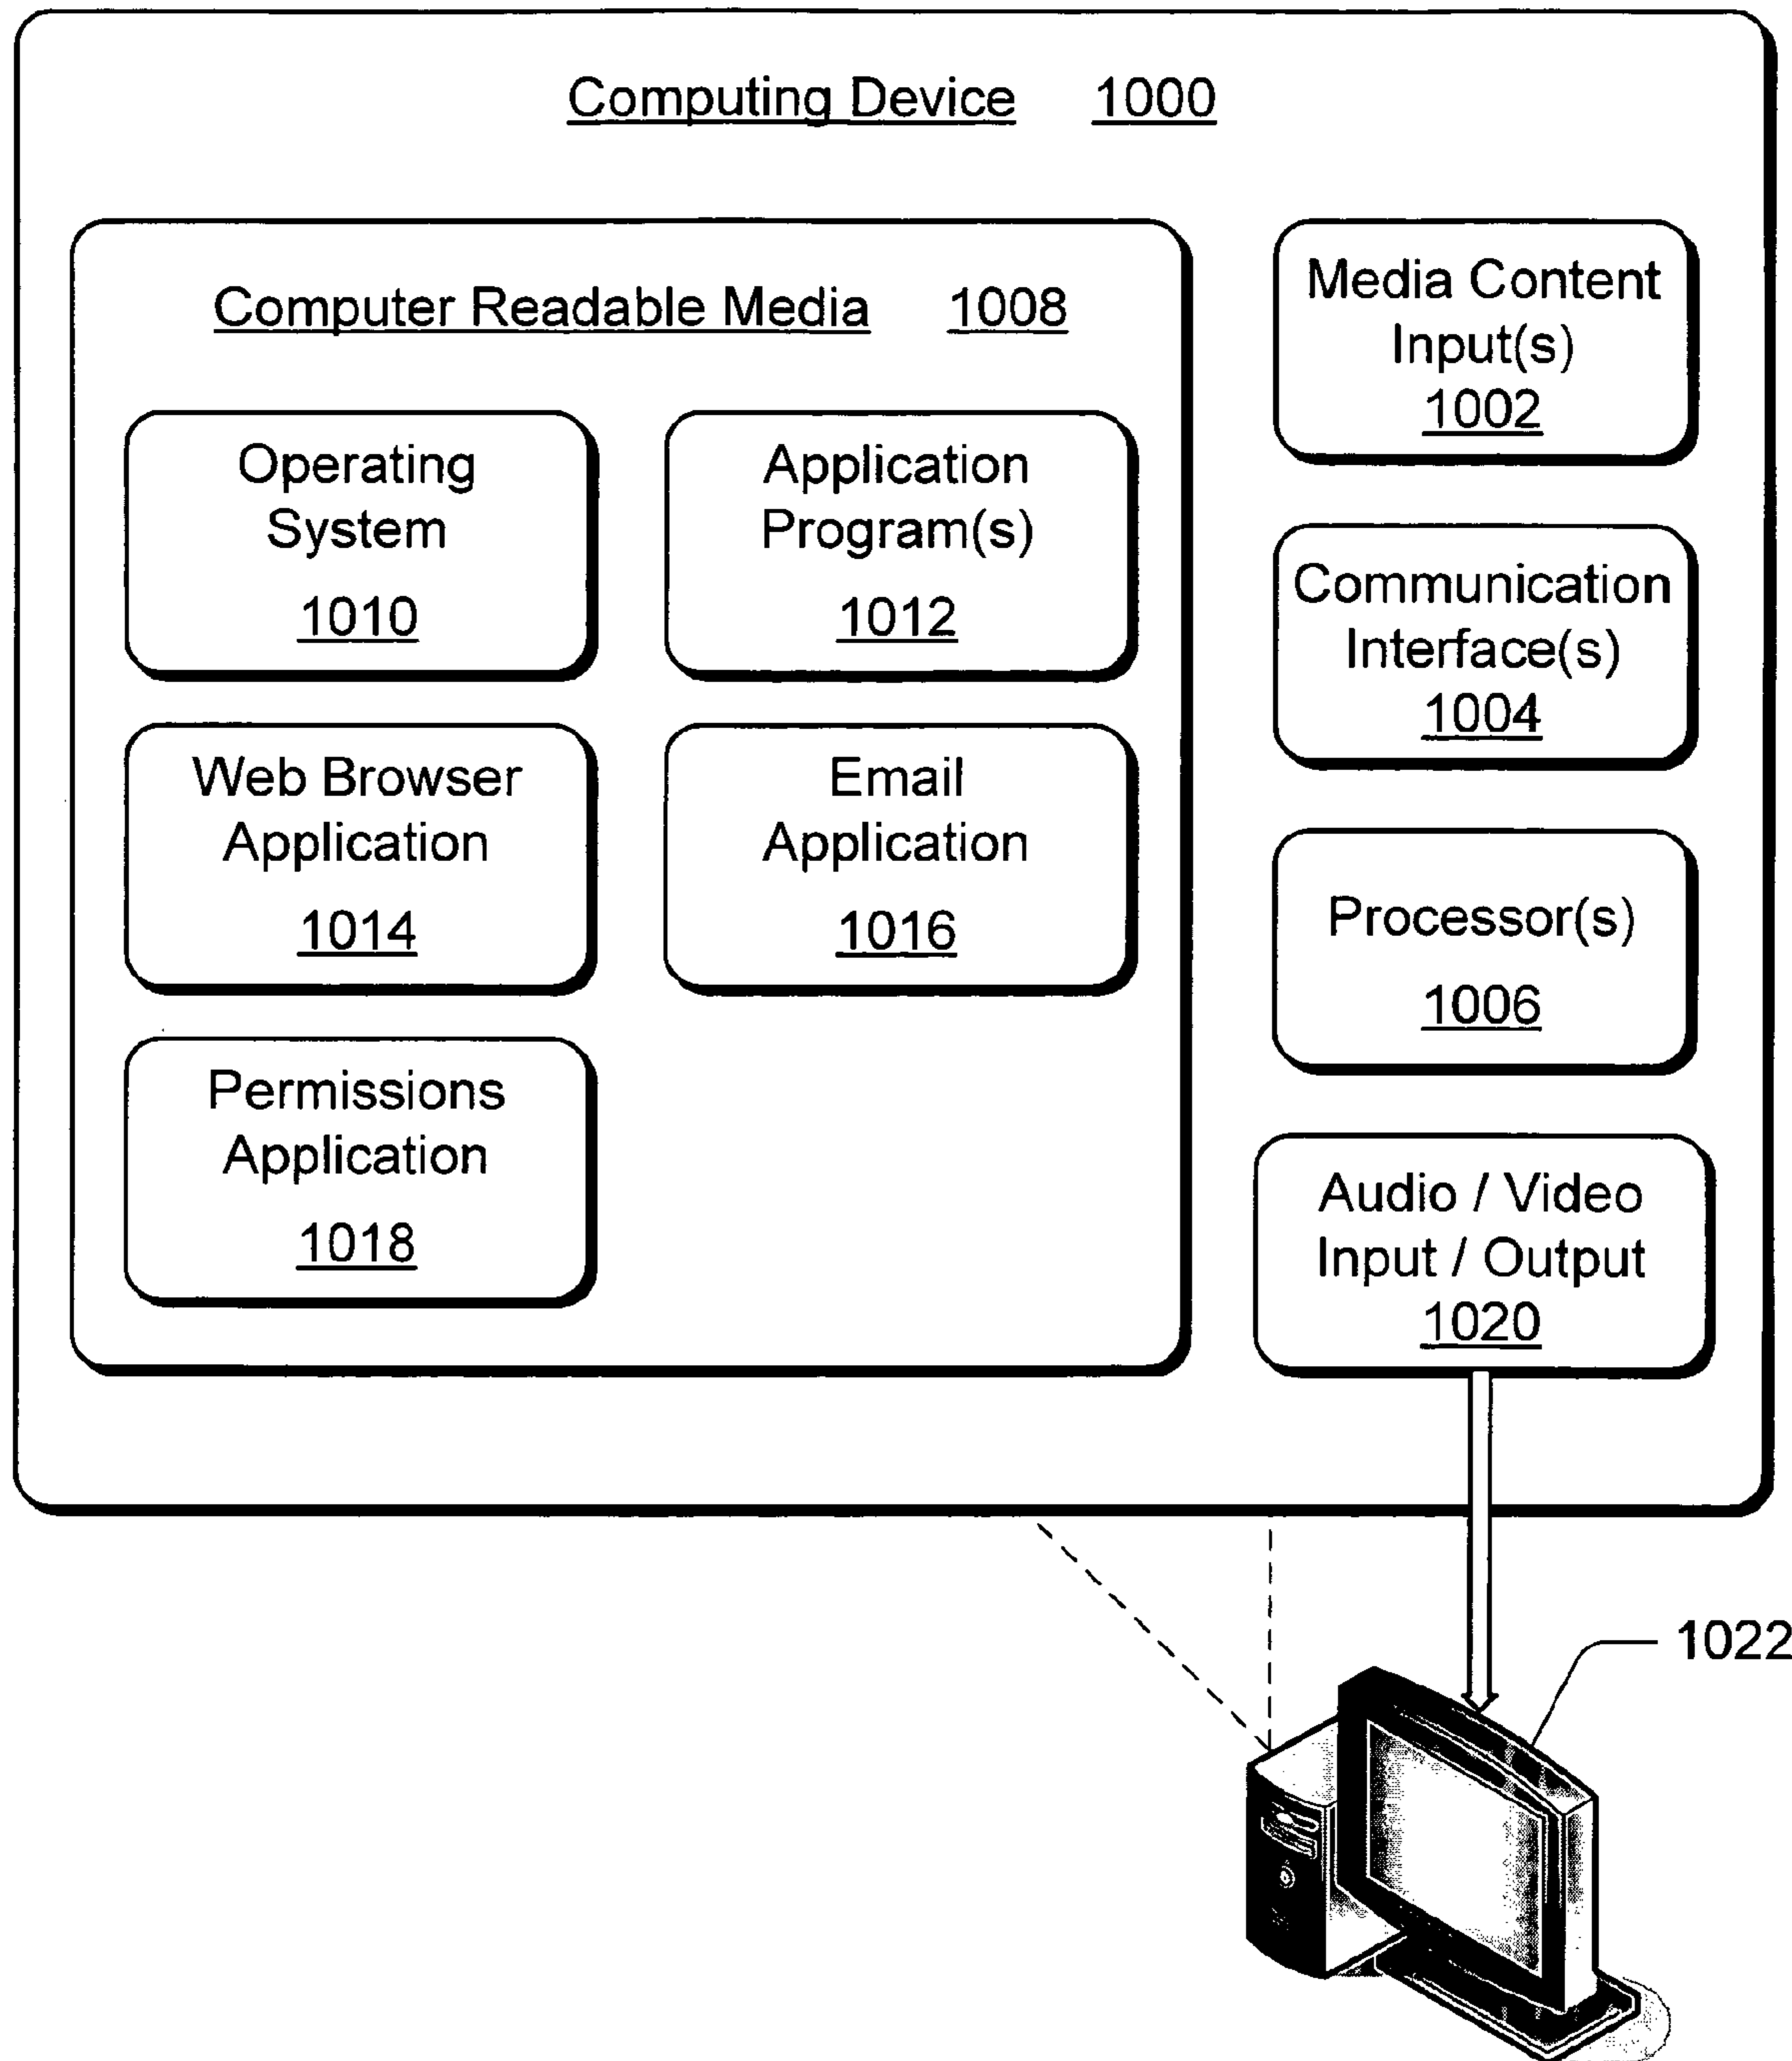 Computing Device 1000
Computer Readable Media 1008
Operating
System
1010
Application
Program(s)
1012
Web Browser
Application
1014
Email
Application
1016
Permissions
Application
1018
Media Content
Input(s)
1002
Communication
Interface(s)
1004
Processor(s)
1006
Audio / Video
Input / Output
1020
1022